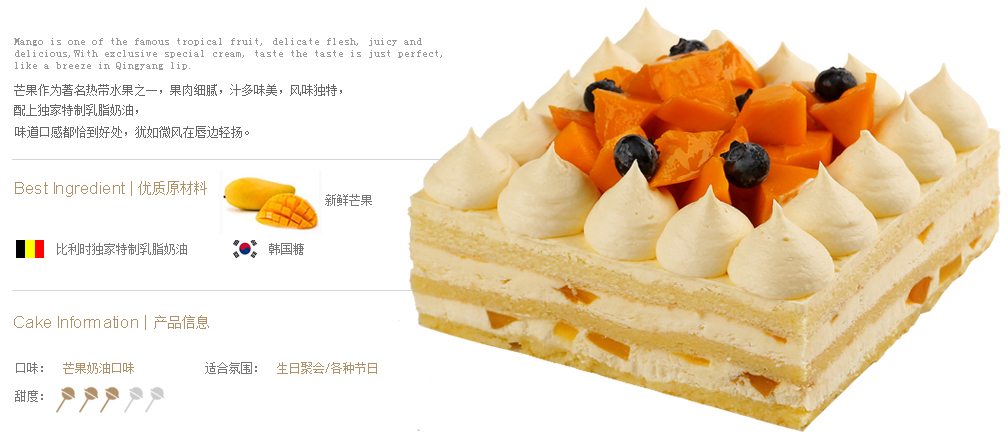 Mango is one of the famous tropical fruit, delicate flesh, juicy and
delicious,With exclusive special cream, taste the taste is just perfect,
like a breeze in Qingyang lip.
芒果作为著名热带水果之一，果肉细腻，汁多味美，风味独特，
配上独家特制乳脂奶油，
味道口感都恰到好处，犹如微风在唇边轻扬。
Best Ingredient | 优质原材料
新鲜芒果
比利时独家特制乳脂奶油 韩国糖
Cake Information | 产品信息
口味： 芒果奶油口味 适合氛围： 生日聚会/各种节日
甜度：